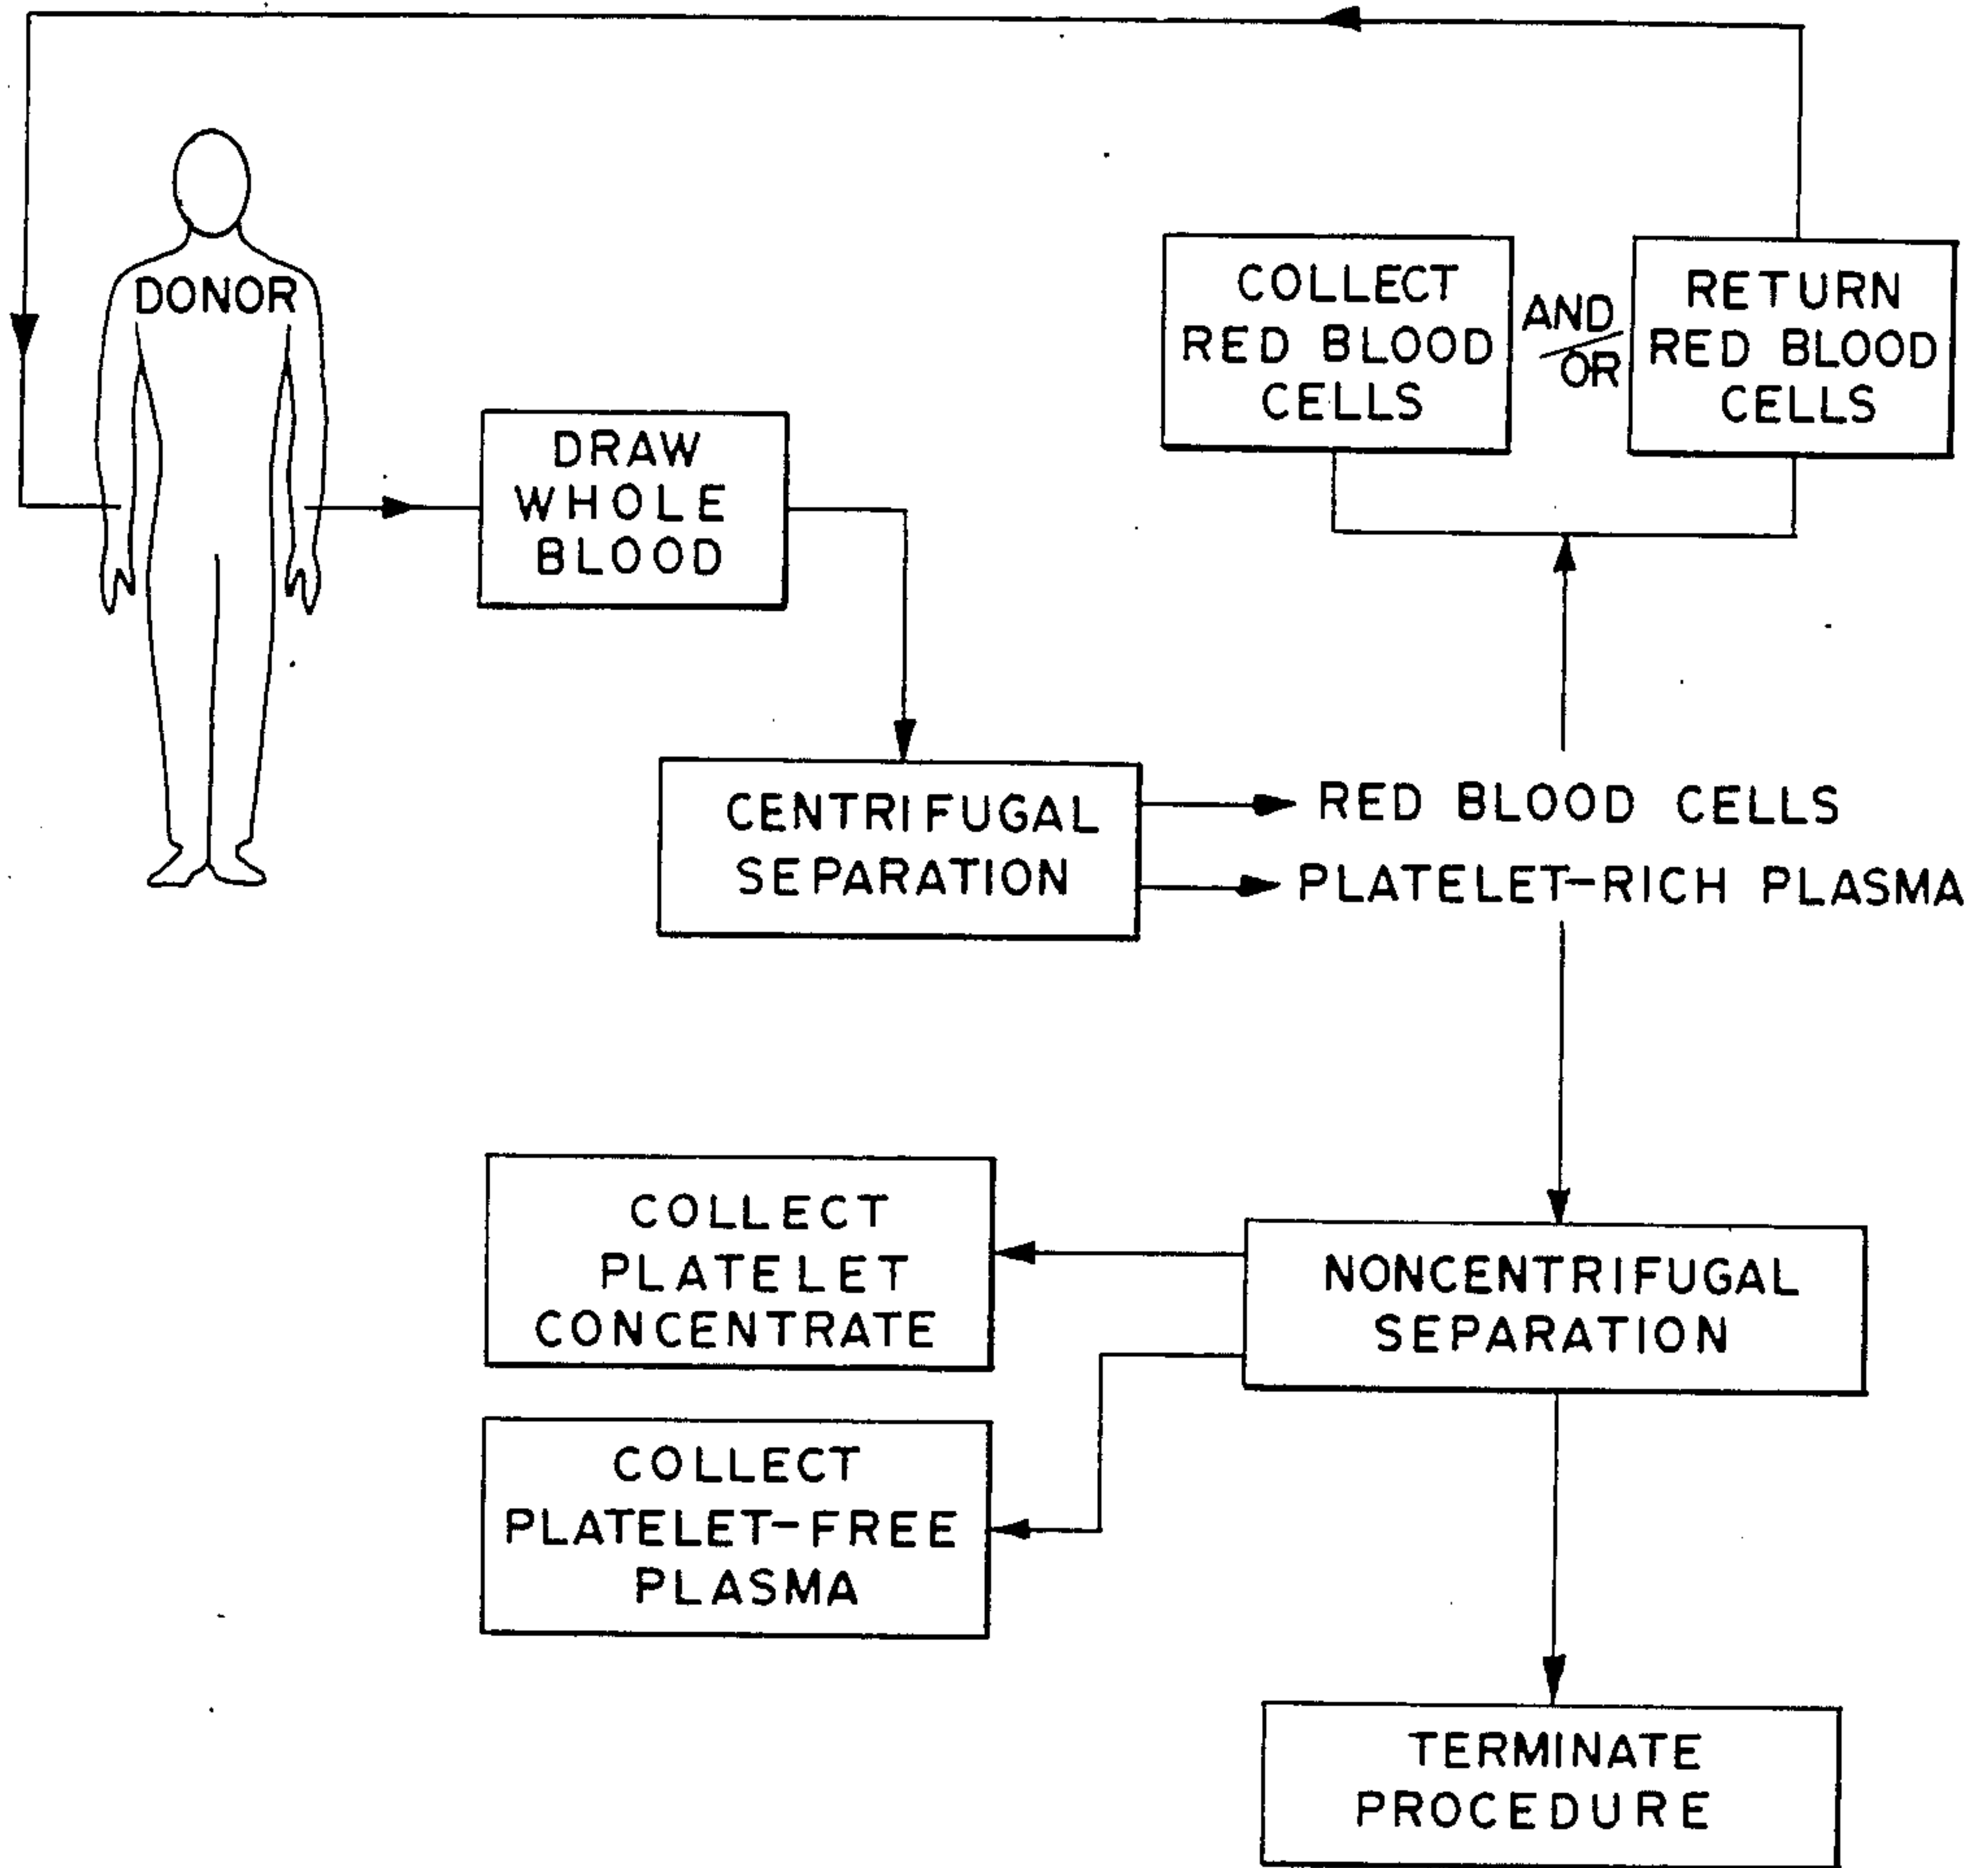 DONOR
DRAW
WHOLE
BLOOD
COLLECT
RED BLOOD
CELLS
AND/OR
RETURN
RED BLOOD
CELLS
CENTRIFUGAL
SEPARATION
RED BLOOD CELLS
PLATELET-RICH PLASMA
COLLECT
PLATELET
CONCENTRATE
NONCENTRIFUGAL
SEPARATION
COLLECT
PLATELET-FREE
PLASMA
TERMINATE
PROCEDURE